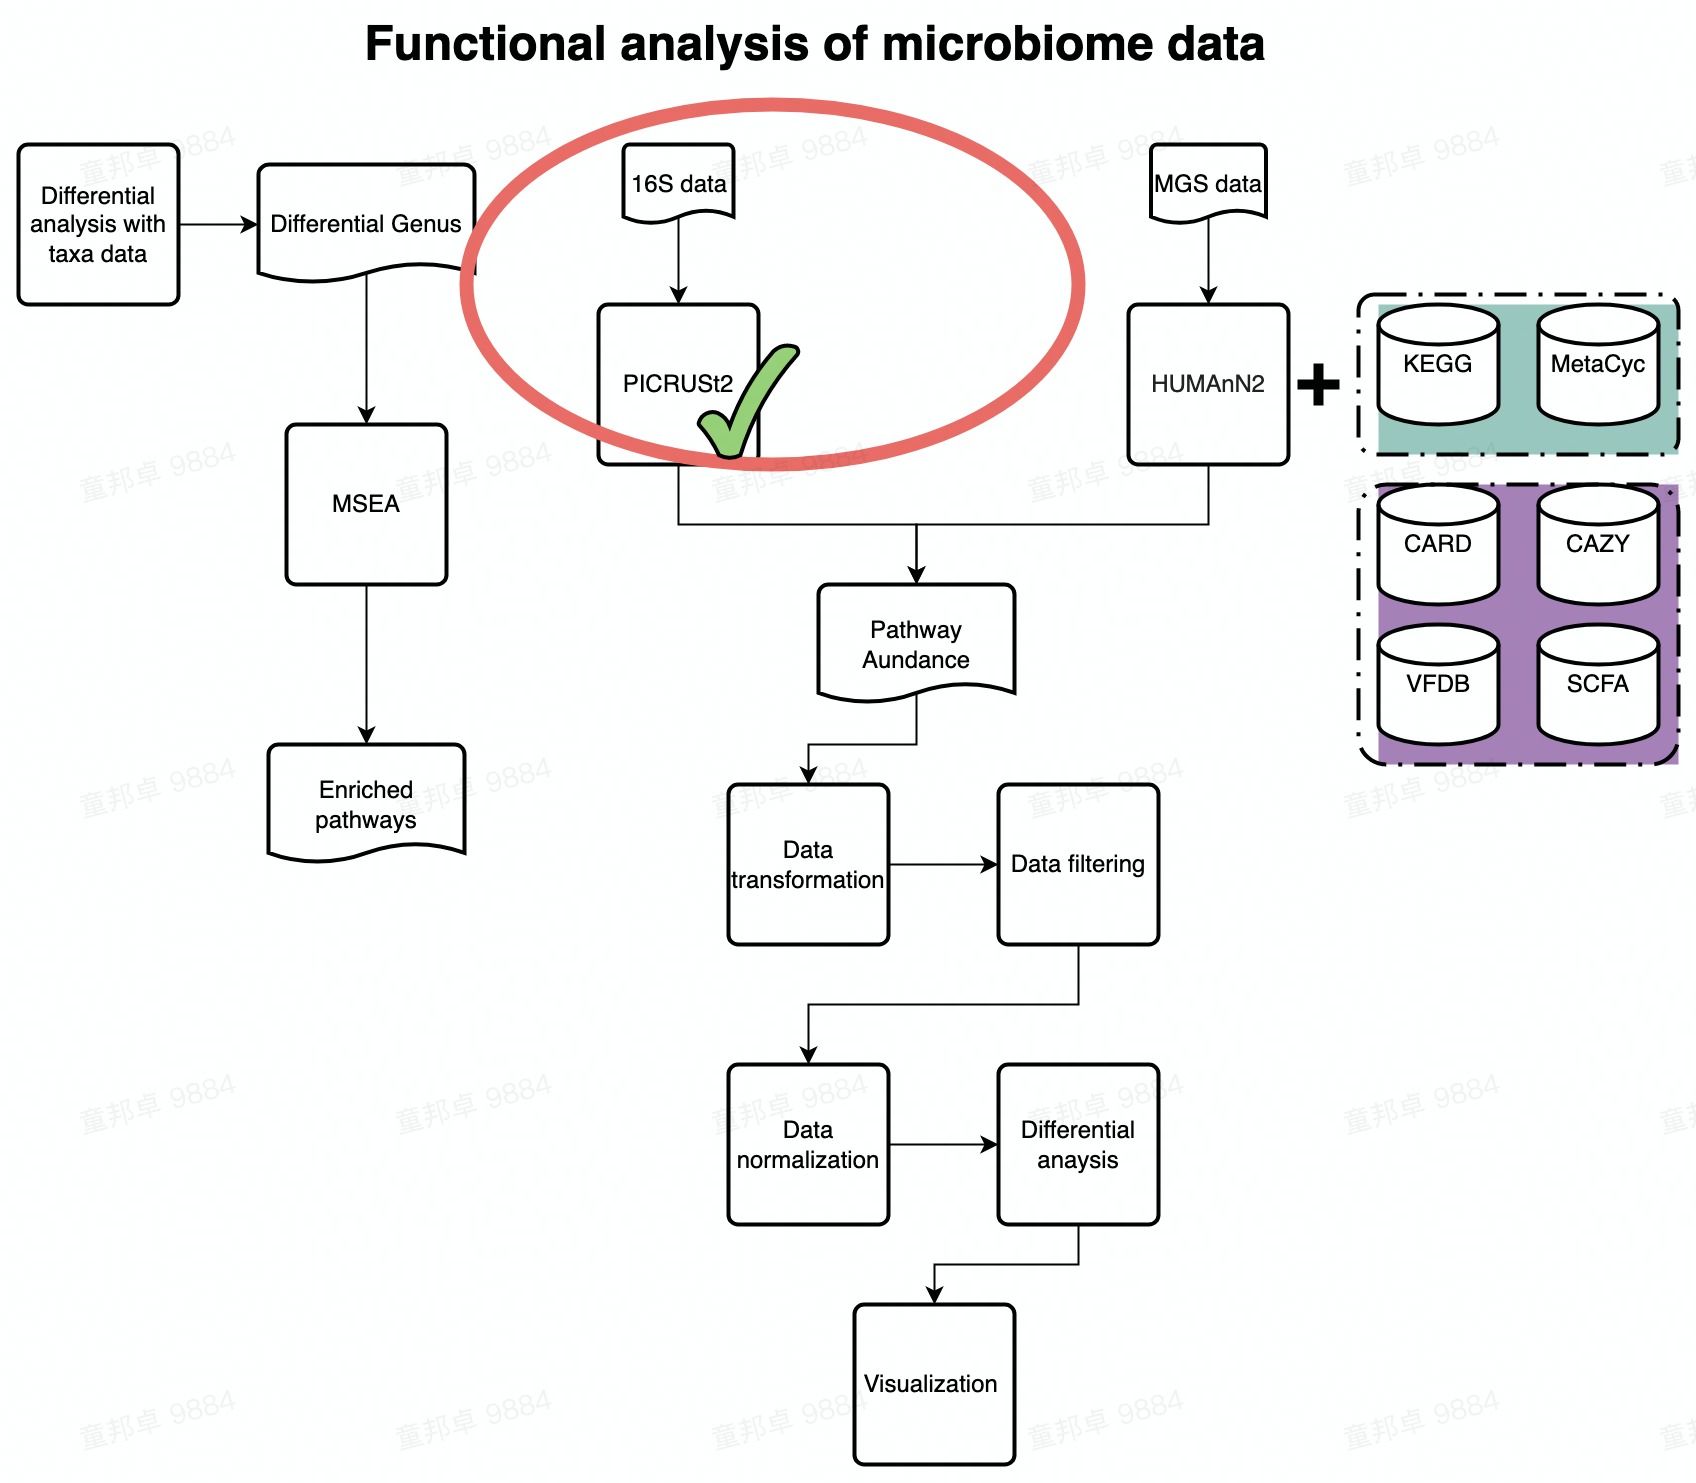 Functional analysis of microbiome data
Differential
analysis with
taxa data
Differential Genus
MSEA
Enriched
pathways
16S data
PICRUSt2
MGS data
HUMAnN2
+
KEGG
MetaCyc
CARD
CAZY
VFDB
SCFA
Pathway
Aundance
Data
transformation
Data filtering
Data
normalization
Differential
anaysis
Visualization
童邦卓 9884